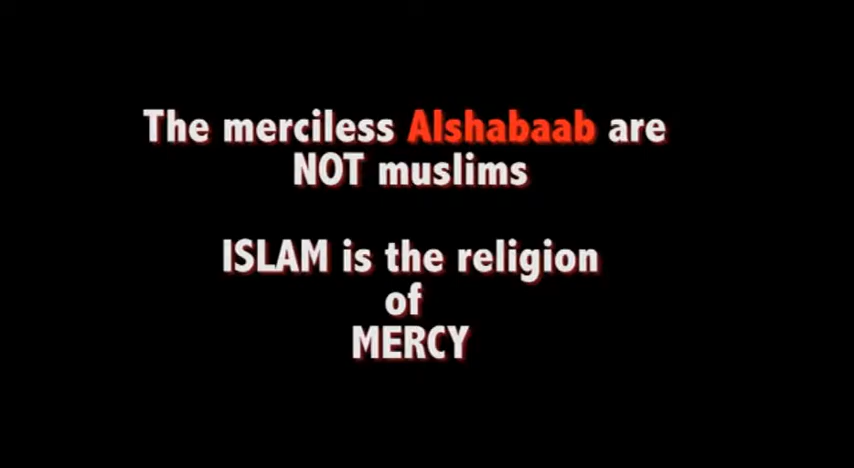 The merciless Alshabaab are
NOT muslims
ISLAM is the religion
of
MERCY